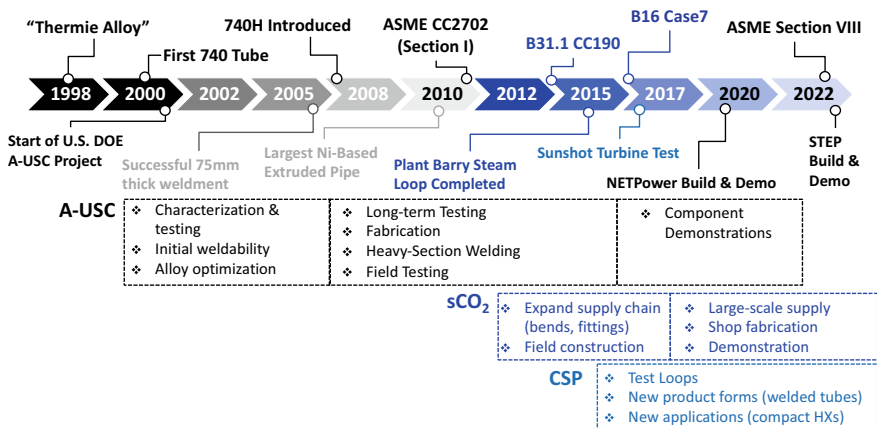 "Thermie Alloy"
First 740 Tube
740H Introduced
ASME CC2702
(Section I)
B31.1 CC190
B16 Case7
ASME Section VIII
1998
2000
2002
2005
2008
2010
2012
2015
2017
2020
2022
Start of U.S. DOE
A-USC Project
Successful 75mm
thick weldment
Largest Ni-Based
Extruded Pipe
Plant Barry Steam
Loop Completed
Sunshot Turbine Test
NETPower Build & Demo
STEP
Build &
Demo
A-USC
❖ Characterization &
testing
❖ Initial weldability
❖ Alloy optimization
❖ Long-term Testing
❖ Fabrication
❖ Heavy-Section Welding
❖ Field Testing
❖ Component
Demonstrations
sCO₂
❖ Expand supply chain
(bends, fittings)
❖ Field construction
❖ Large-scale supply
❖ Shop fabrication
❖ Demonstration
CSP
❖ Test Loops
❖ New product forms (welded tubes)
❖ New applications (compact HXs)